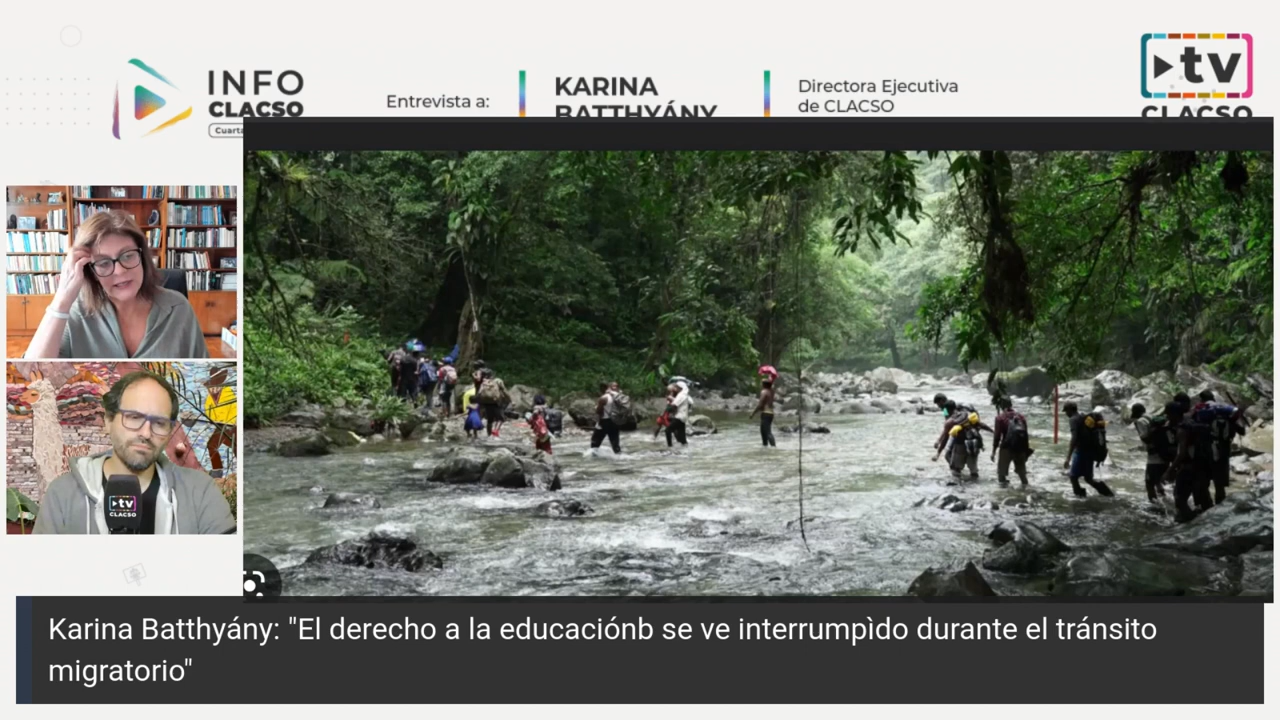 INFO
CLACSO
Entrevista a:
KARINA
BATTHYÁNY
Directora Ejecutiva
de CLACSO
tv
CLACSO
tv
CLACSO
Karina Batthyány: "El derecho a la educaciónb se ve interrumpìdo durante el tránsito
migratorio"